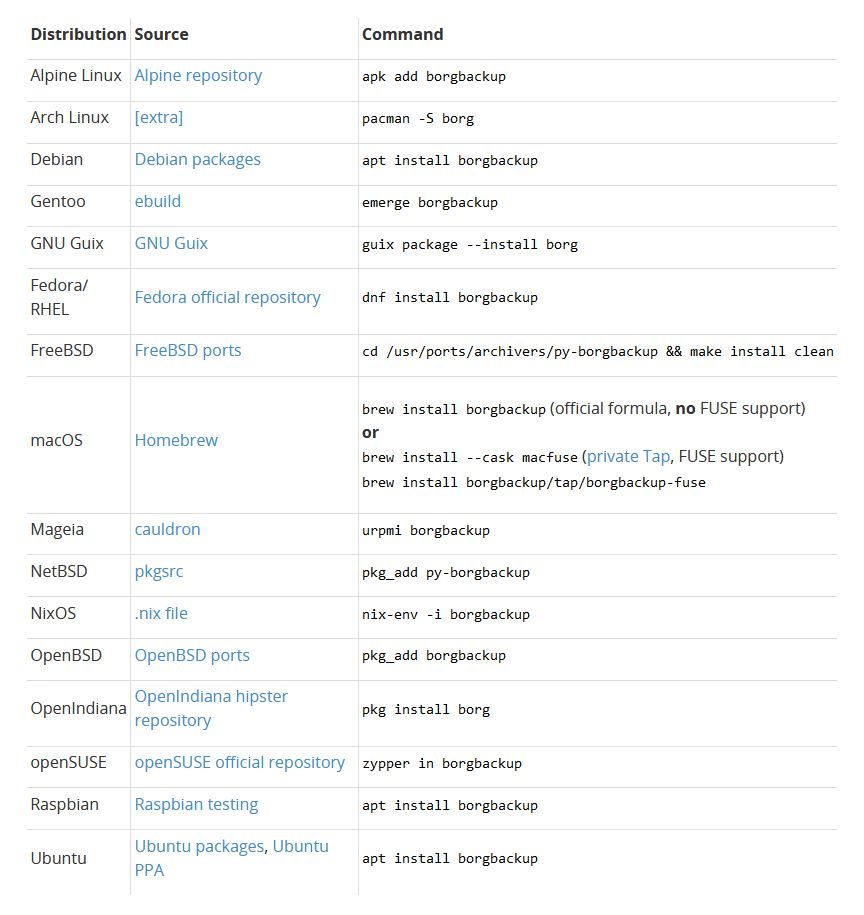 Distribution Source Command
Alpine Linux Alpine repository apk add borgbackup
Arch Linux [extra] pacman -S borg
Debian Debian packages apt install borgbackup
Gentoo ebuild emerge borgbackup
GNU Guix GNU Guix guix package --install borg
Fedora/
RHEL Fedora official repository dnf install borgbackup
FreeBSD FreeBSD ports cd /usr/ports/archivers/py-borgbackup && make install clean
macOS Homebrew
brew install borgbackup (official formula, no FUSE support)
or
brew install --cask macfuse (private Tap, FUSE support)
brew install borgbackup/tap/borgbackup-fuse
Mageia cauldron urpmi borgbackup
NetBSD pkgsrc pkg_add py-borgbackup
NixOS .nix file nix-env -i borgbackup
OpenBSD OpenBSD ports pkg_add borgbackup
OpenIndiana OpenIndiana hipster
repository pkg install borg
openSUSE openSUSE official repository zypper in borgbackup
Raspbian Raspbian testing apt install borgbackup
Ubuntu Ubuntu packages, Ubuntu
PPA apt install borgbackup